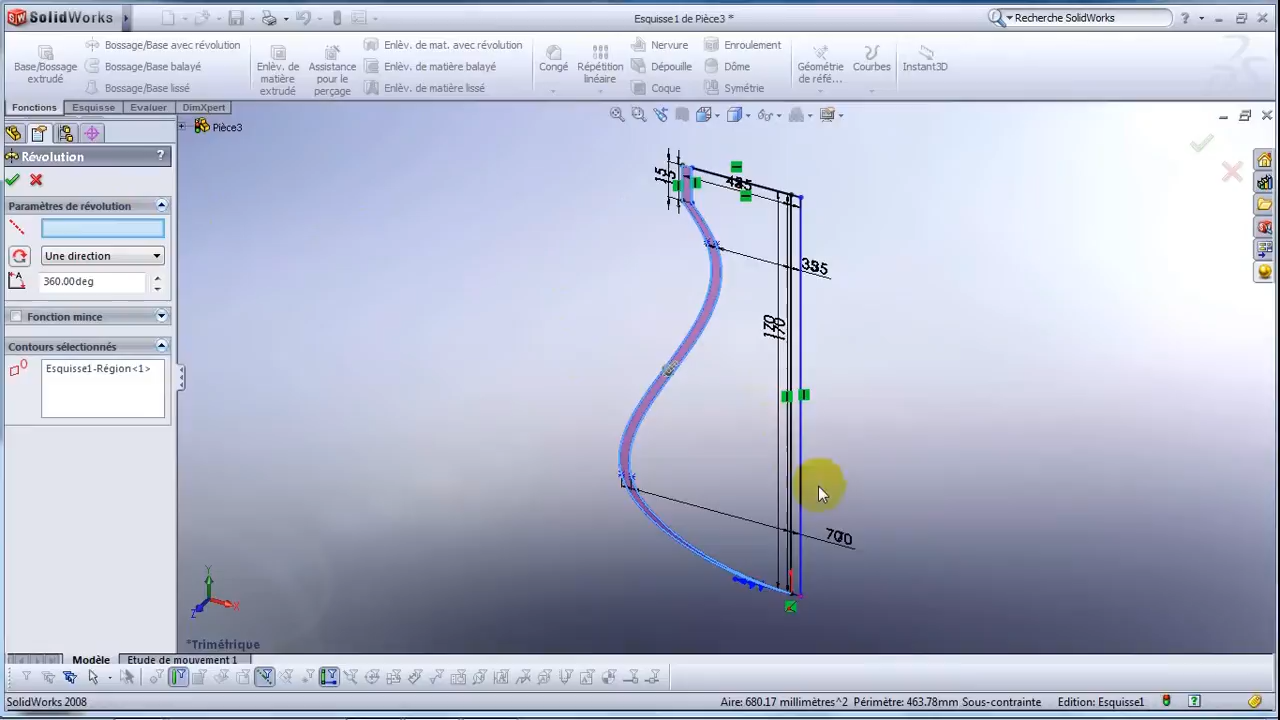 SolidWorks
Esquisse1 de Pièce3 *
Recherche SolidWorks
Base/Bossage extrudé
Bossage/Base avec révolution
Bossage/Base balayé
Bossage/Base lissé
Enlèv. de matière extrudé
Assistance pour le perçage
Enlèv. de mat. avec révolution
Enlèv. de matière balayé
Enlèv. de matière lissé
Congé
Répétition linéaire
Nervure
Dépouille
Coque
Enroulement
Dôme
Symétrie
Géométrie de réfé...
Courbes
Instant3D
Fonctions
Esquisse
Evaluer
DimXpert
Pièce3
Révolution
?
Paramètres de révolution
Une direction
360.00deg
Fonction mince
Contours sélectionnés
Esquisse1-Région<1>
15
170
170
*Trimétrique
Y
Z
X
Modèle
Etude de mouvement 1
SolidWorks 2008
Aire: 680.17 millimètres^2 Périmètre: 463.78mm Sous-contrainte
Edition: Esquisse1